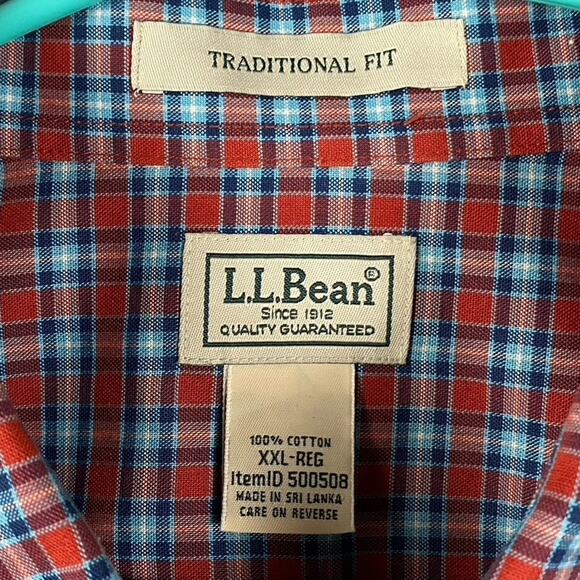 TRADITIONAL FIT
L.L.Bean®
Since 1912
QUALITY GUARANTEED
100% COTTON
XXL-REG
ItemID 500508
MADE IN SRI LANKA
CARE ON REVERSE